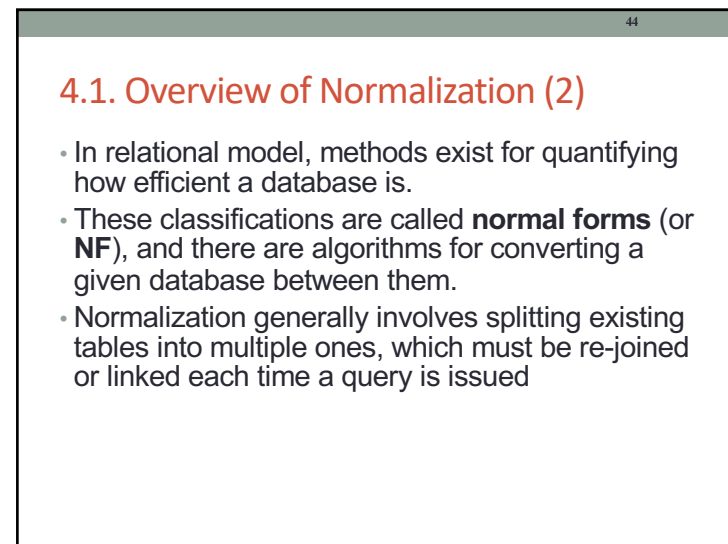 44
4.1. Overview of Normalization (2)
• In relational model, methods exist for quantifying
how efficient a database is.
• These classifications are called normal forms (or
NF), and there are algorithms for converting a
given database between them.
• Normalization generally involves splitting existing
tables into multiple ones, which must be re-joined
or linked each time a query is issued